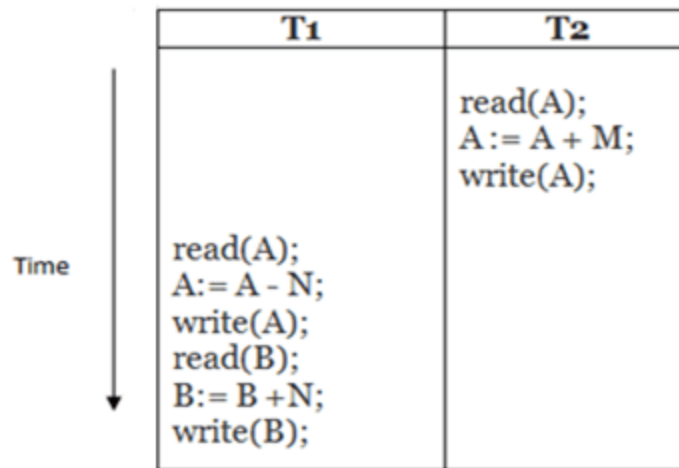 T1 T2
read(A);
A := A + M;
write(A);
Time
read(A);
A:= A - N;
write(A);
read(B);
B:= B +N;
write(B);